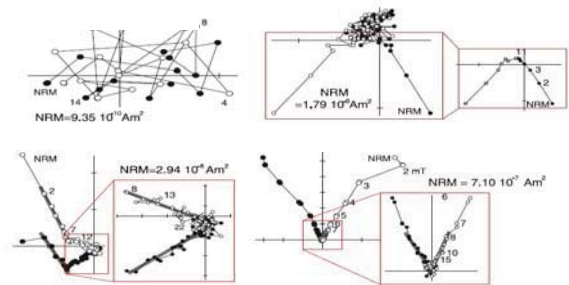 8
NRM
14
4
NRM=9.35 10⁻¹⁰Am²
NRM
=1.79 10⁻⁹Am²
NRM
11
3
2
NRM
NRM
2
7
12
NRM=2.94 10⁻⁸Am²
8
13
22
NRM
2 mT
3
4
5
NRM = 7.10 10⁻⁷ Am²
6
7
8
10
15